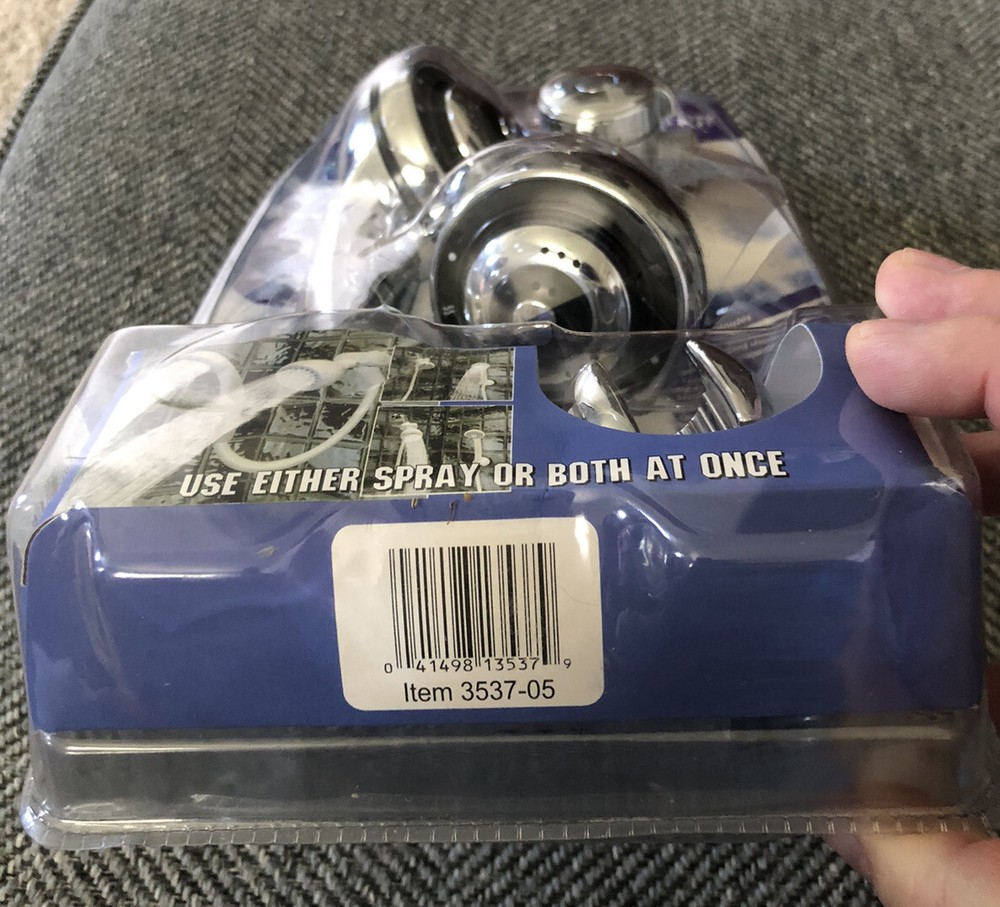 USE EITHER SPRAY OR BOTH AT ONCE
0 41498 13537 9
Item 3537-05